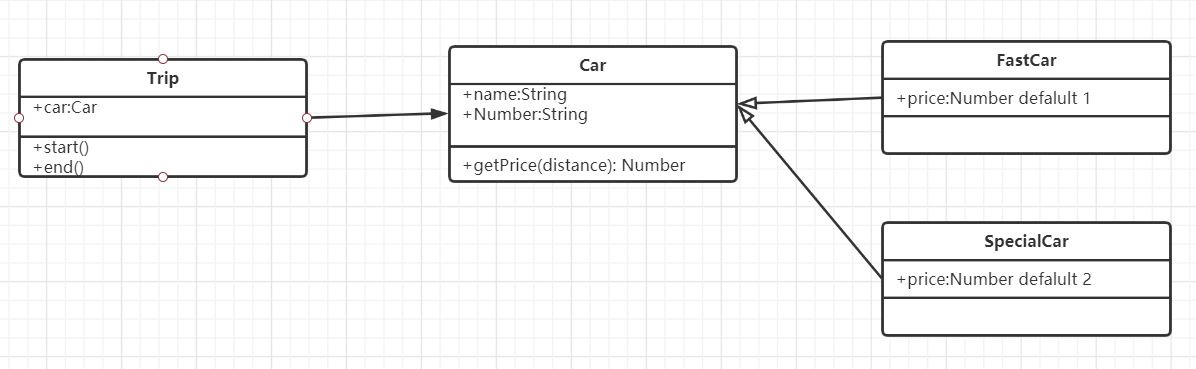 Trip
+car:Car
+start()
+end()
Car
+name:String
+Number:String
+getPrice(distance): Number
FastCar
+price:Number defalult 1
SpecialCar
+price:Number defalult 2